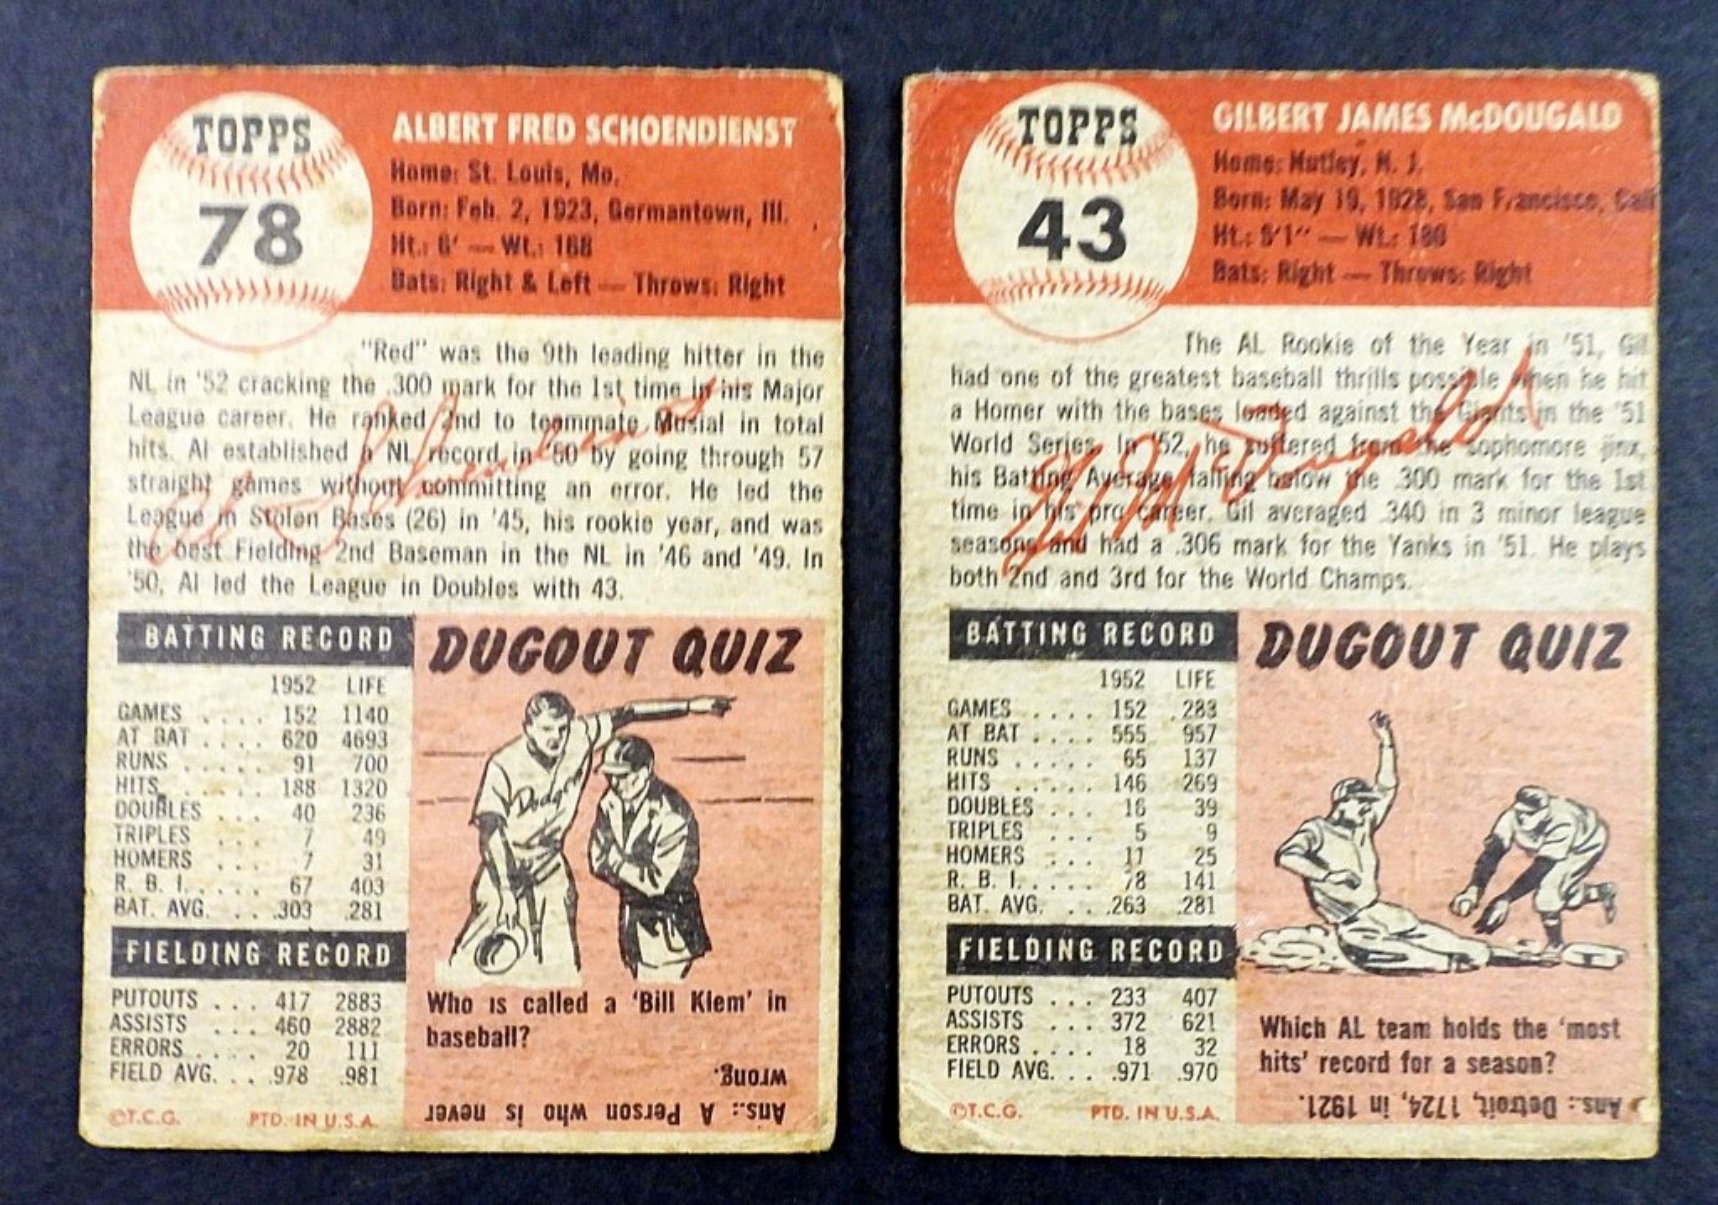 TOPPS
78
ALBERT FRED SCHOENDIENST
Home: St. Louis, Mo.
Born: Feb. 2, 1923, Germantown, Ill.
Ht.: 6' — Wt.: 168
Bats: Right & Left — Throws: Right
"Red" was the 9th leading hitter in the
NL in '52 cracking the .300 mark for the 1st time in his Major
League career. He ranked 2nd to teammate Musial in total
hits. Al established a NL record in '50 by going through 57
straight games without committing an error. He led the
League in Stolen Bases (26) in '45, his rookie year, and was
the best Fielding 2nd Baseman in the NL in '46 and '49. In
'50, Al led the League in Doubles with 43.
Al Schoendienst
BATTING RECORD
1952 LIFE
GAMES .... 152 1140
AT BAT .... 620 4693
RUNS ..... 91 700
HITS ..... 188 1320
DOUBLES ... 40 236
TRIPLES ... 7 49
HOMERS ... 7 31
R. B. I. .... 67 403
BAT. AVG. ... .303 .281
FIELDING RECORD
PUTOUTS ... 417 2883
ASSISTS ... 460 2882
ERRORS .... 20 111
FIELD AVG. ... .978 .981
©T.C.G. PTD. IN U.S.A.
DUGOUT QUIZ
Dodgers
Who is called a 'Bill Klem' in
baseball?
Ans.: A Person who is never
wrong.
TOPPS
43
GILBERT JAMES McDOUGALD
Home: Nutley, N. J.
Born: May 19, 1928, San Francisco, Cali
Ht.: 5'1" — Wt.: 180
Bats: Right — Throws: Right
The AL Rookie of the Year in '51, Gil
had one of the greatest baseball thrills possible when he hit
a Homer with the bases loaded against the Giants in the '51
World Series. In '52, he suffered from the sophomore jinx,
his Batting Average falling below the .300 mark for the 1st
time in his pro career. Gil averaged .340 in 3 minor league
seasons and had a .306 mark for the Yanks in '51. He plays
both 2nd and 3rd for the World Champs.
Gil McDougald
BATTING RECORD
1952 LIFE
GAMES .... 152 283
AT BAT .... 555 957
RUNS ..... 65 137
HITS ..... 146 269
DOUBLES ... 16 39
TRIPLES .... 5 9
HOMERS ... 11 25
R. B. I. .... 78 141
BAT. AVG. ... .263 .281
FIELDING RECORD
PUTOUTS ... 233 407
ASSISTS .... 372 621
ERRORS .... 18 32
FIELD AVG. ... .971 .970
©T.C.G. PTD. IN U.S.A.
DUGOUT QUIZ
Which AL team holds the 'most
hits' record for a season?
Ans.: Detroit, 1724, in 1921.